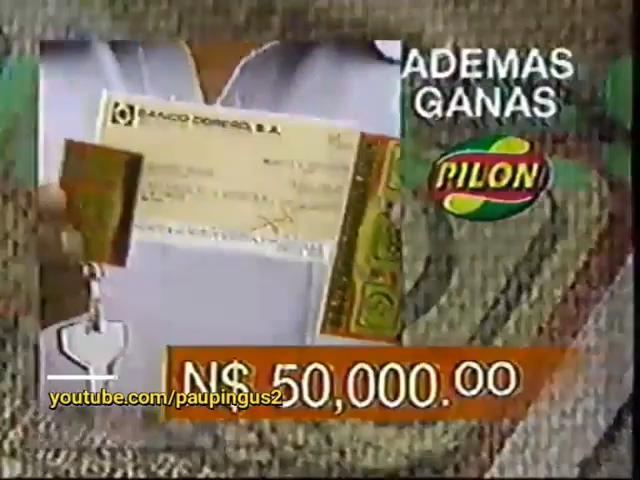 ADEMAS
GANAS
PILON
BANCO OBRERO, S.A.
N$ 50,000.00
youtube.com/paupingus2